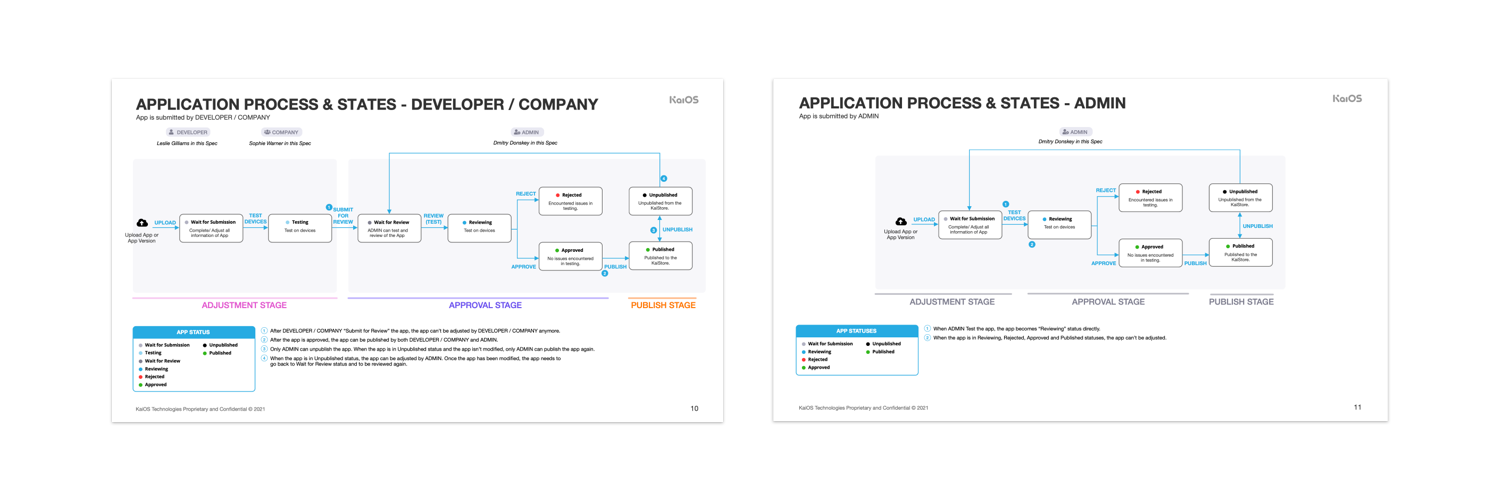 APPLICATION PROCESS & STATES - DEVELOPER / COMPANY
KaiOS
App is submitted by DEVELOPER / COMPANY
DEVELOPER
COMPANY
ADMIN
Leslie Gilliams in this Spec
Sophie Warner in this Spec
Dmitry Donskey in this Spec
4
REJECT
Rejected
Encountered issues in
testing.
Unpublished
Unpublished from the
KaiStore.
UPLOAD
Upload App or
App Version
Wait for Submission
Complete/ Adjust all
information of App
TEST
DEVICES
Testing
Test on devices
1
SUBMIT
FOR
REVIEW
Wait for Review
ADMIN can test and
review of the App
REVIEW
(TEST)
Reviewing
Test on devices
3
UNPUBLISH
APPROVE
Approved
No issues encountered
in testing.
PUBLISH
2
Published
Published to the
KaiStore.
ADJUSTMENT STAGE
APPROVAL STAGE
PUBLISH STAGE
APP STATUS
Wait for Submission
Unpublished
Testing
Published
Wait for Review
Reviewing
Rejected
Approved
1 After DEVELOPER / COMPANY "Submit for Review" the app, the app can't be adjusted by DEVELOPER / COMPANY anymore.
2 After the app is approved, the app can be published by both DEVELOPER / COMPANY and ADMIN.
3 Only ADMIN can unpublish the app. When the app is in Unpublished status and the app isn't modified, only ADMIN can publish the app again.
4 When the app is in Unpublished status, the app can be adjusted by ADMIN. Once the app has been modified, the app needs to
go back to Wait for Review status and to be reviewed again.
KaiOS Technologies Proprietary and Confidential © 2021
10
APPLICATION PROCESS & STATES - ADMIN
KaiOS
App is submitted by ADMIN
ADMIN
Dmitry Donskey in this Spec
REJECT
Rejected
Encountered issues in
testing.
Unpublished
Unpublished from the
KaiStore.
UPLOAD
Upload App or
App Version
Wait for Submission
Complete/ Adjust all
information of App
1
TEST
DEVICES
Reviewing
Test on devices
2
UNPUBLISH
APPROVE
Approved
No issues encountered
in testing.
PUBLISH
Published
Published to the
KaiStore.
ADJUSTMENT STAGE
APPROVAL STAGE
PUBLISH STAGE
APP STATUSES
Wait for Submission
Unpublished
Reviewing
Published
Rejected
Approved
1 When ADMIN Test the app, the app becomes "Reviewing" status directly.
2 When the app is in Reviewing, Rejected, Approved and Published statuses, the app can't be adjusted.
KaiOS Technologies Proprietary and Confidential © 2021
11